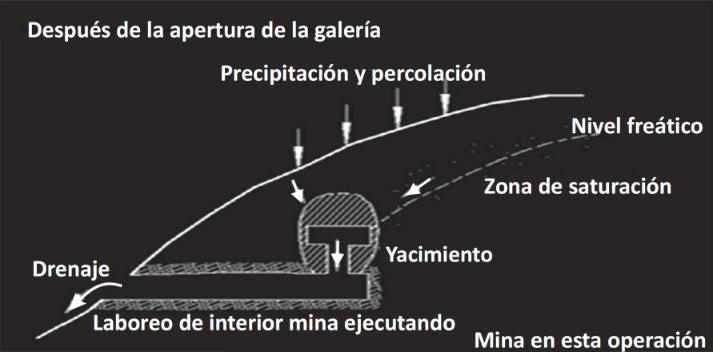 Después de la apertura de la galería
Precipitación y percolación
Nivel freático
Zona de saturación
Yacimiento
Drenaje
Laboreo de interior mina ejecutando
Mina en esta operación